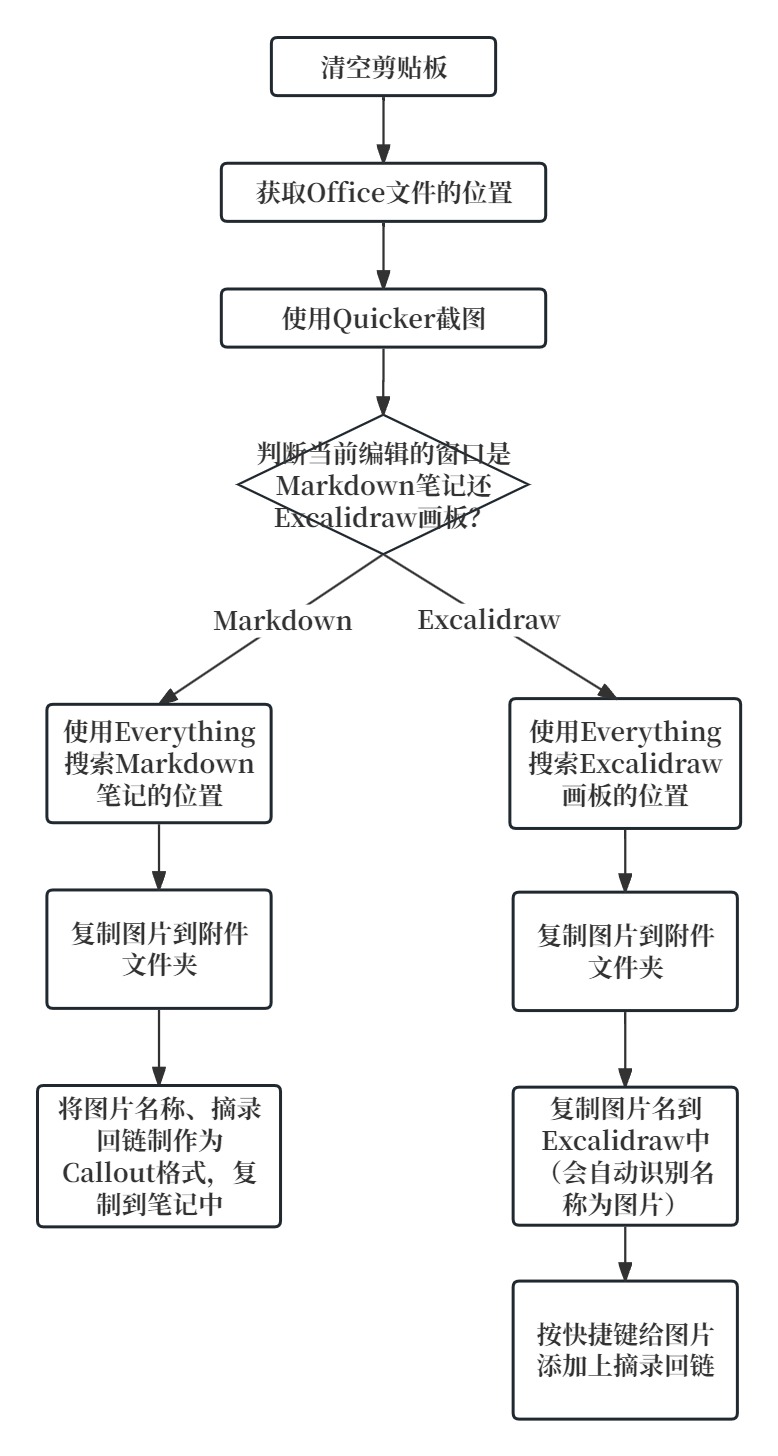 清空剪贴板
获取Office文件的位置
使用Quicker截图
判断当前编辑的窗口是
Markdown笔记还
Excalidraw画板?
Markdown
Excalidraw
使用Everything
搜索Markdown
笔记的位置
复制图片到附件
文件夹
将图片名称、摘录
回链制作为
Callout格式，复
制到笔记中
使用Everything
搜索Excalidraw
画板的位置
复制图片到附件
文件夹
复制图片名到
Excalidraw中
（会自动识别名
称为图片）
按快捷键给图片
添加上摘录回链